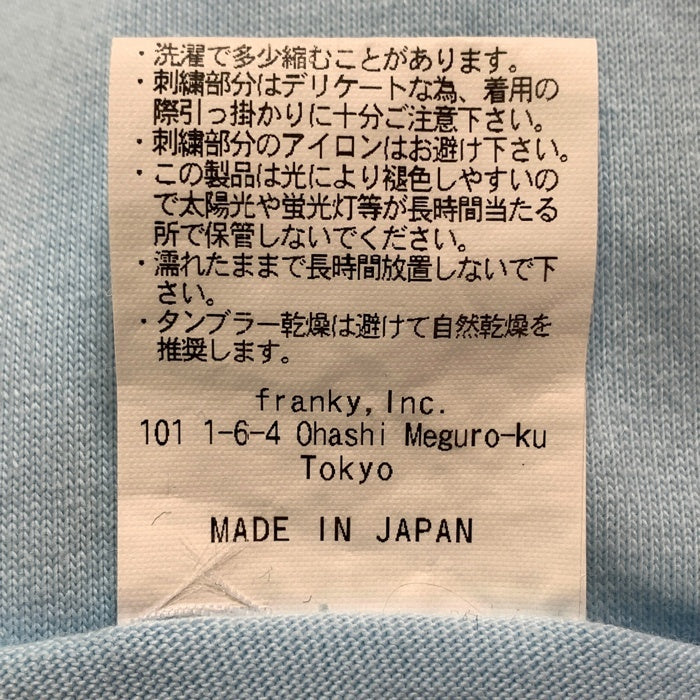 ・洗濯で多少縮むことがあります。
・刺繍部分はデリケートな為、着用の
際引っ掛かりに十分ご注意下さい。
・刺繍部分のアイロンはお避け下さい。
・この製品は光により褪色しやすいの
で太陽光や蛍光灯等が長時間当たる
所で保管しないでください。
・濡れたままで長時間放置しないで下
さい。
・タンブラー乾燥は避けて自然乾燥を
推奨します。
franky, Inc.
101 1-6-4 Ohashi Meguro-ku
Tokyo
MADE IN JAPAN